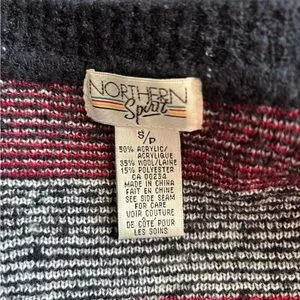 NORTHERN
Spirit
S/P
50% ACRYLIC/
ACRYLIQUE
35% WOOL/LAINE
15% POLYESTER
CA 00234
MADE IN CHINA
FAIT EN CHINE
SEE SIDE SEAM
FOR CARE
VOIR COUTURE
DE CÔTÉ POUR
LES SOINS